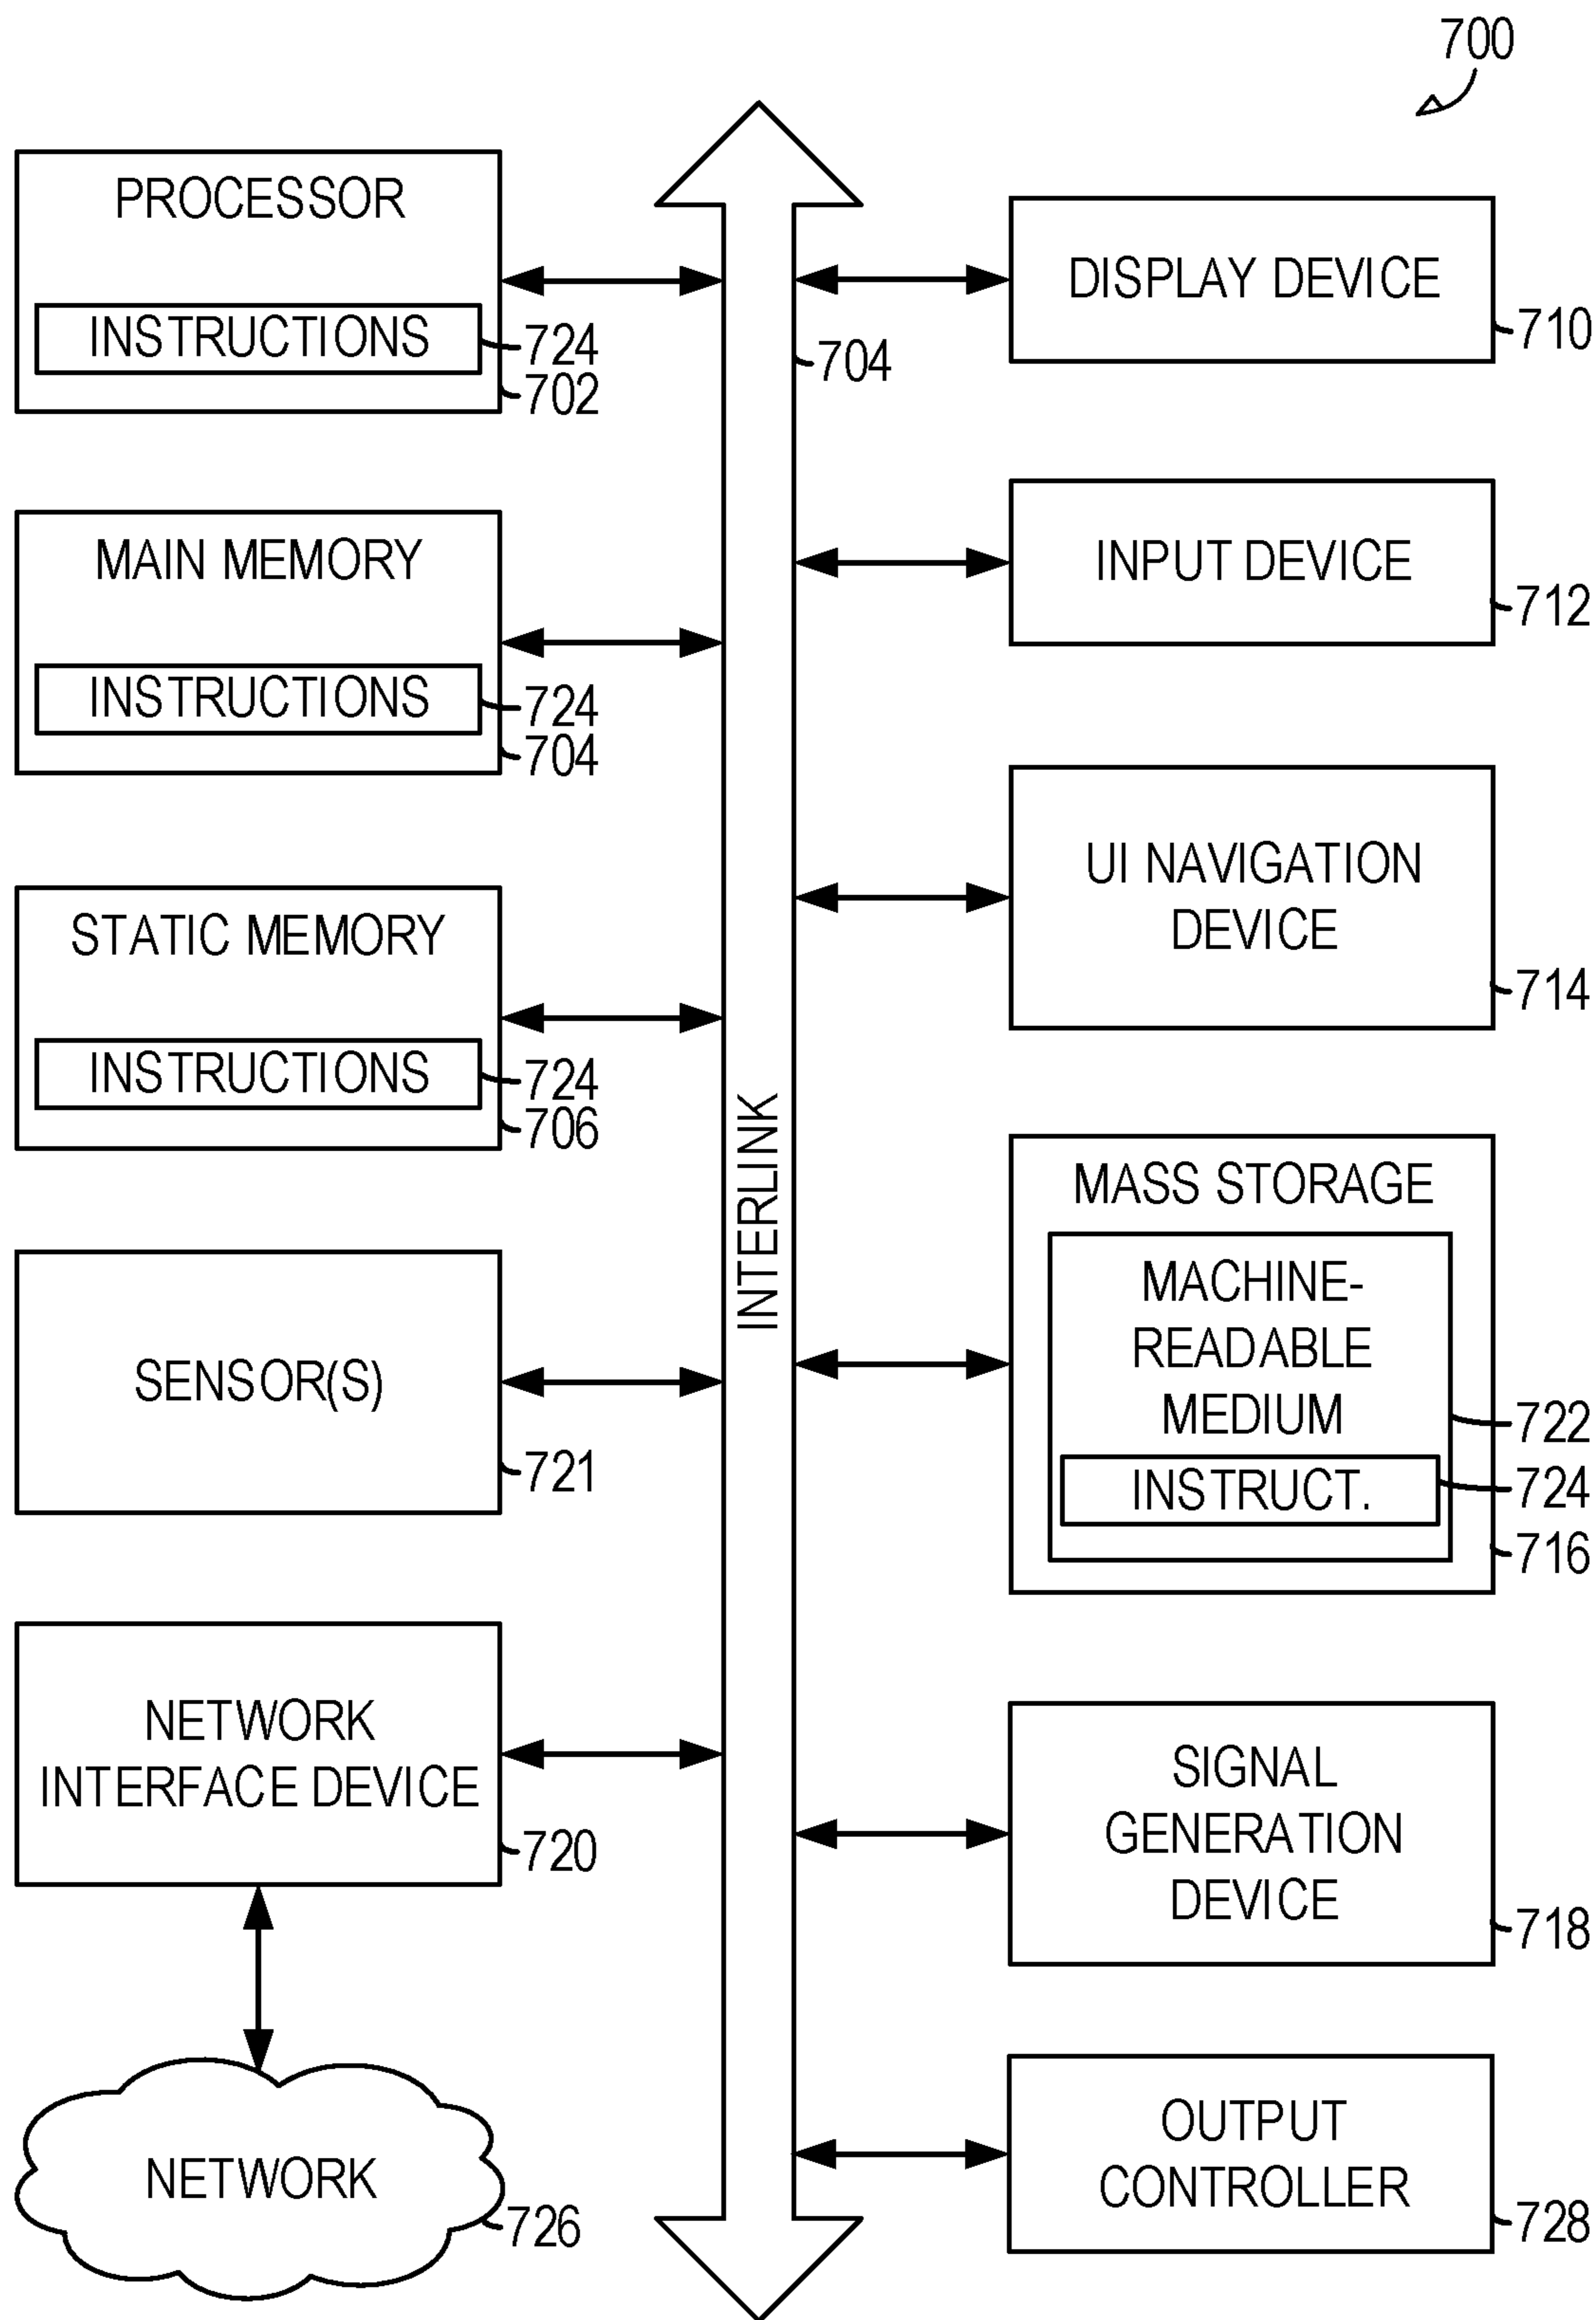 700
PROCESSOR
INSTRUCTIONS
724
702
MAIN MEMORY
INSTRUCTIONS
724
704
STATIC MEMORY
INSTRUCTIONS
724
706
SENSOR(S)
721
NETWORK
INTERFACE DEVICE
720
NETWORK
726
INTERLINK
704
DISPLAY DEVICE
710
INPUT DEVICE
712
UI NAVIGATION
DEVICE
714
MASS STORAGE
MACHINE-
READABLE
MEDIUM
722
INSTRUCT.
724
716
SIGNAL
GENERATION
DEVICE
718
OUTPUT
CONTROLLER
728